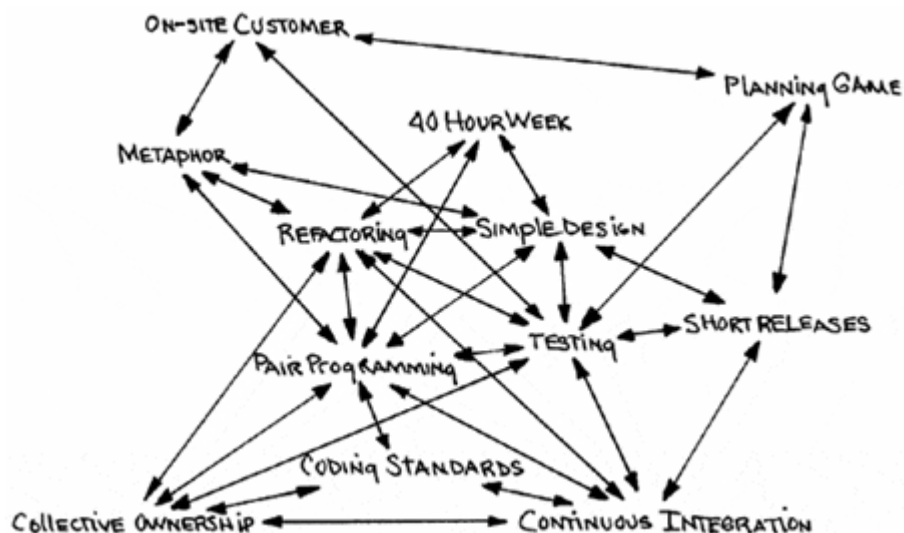 ON-SITE CUSTOMER
PLANNING GAME
40 HOUR WEEK
METAPHOR
REFACTORING
SIMPLE DESIGN
SHORT RELEASES
TESTING
PAIR PROGRAMMING
CODING STANDARDS
COLLECTIVE OWNERSHIP
CONTINUOUS INTEGRATION